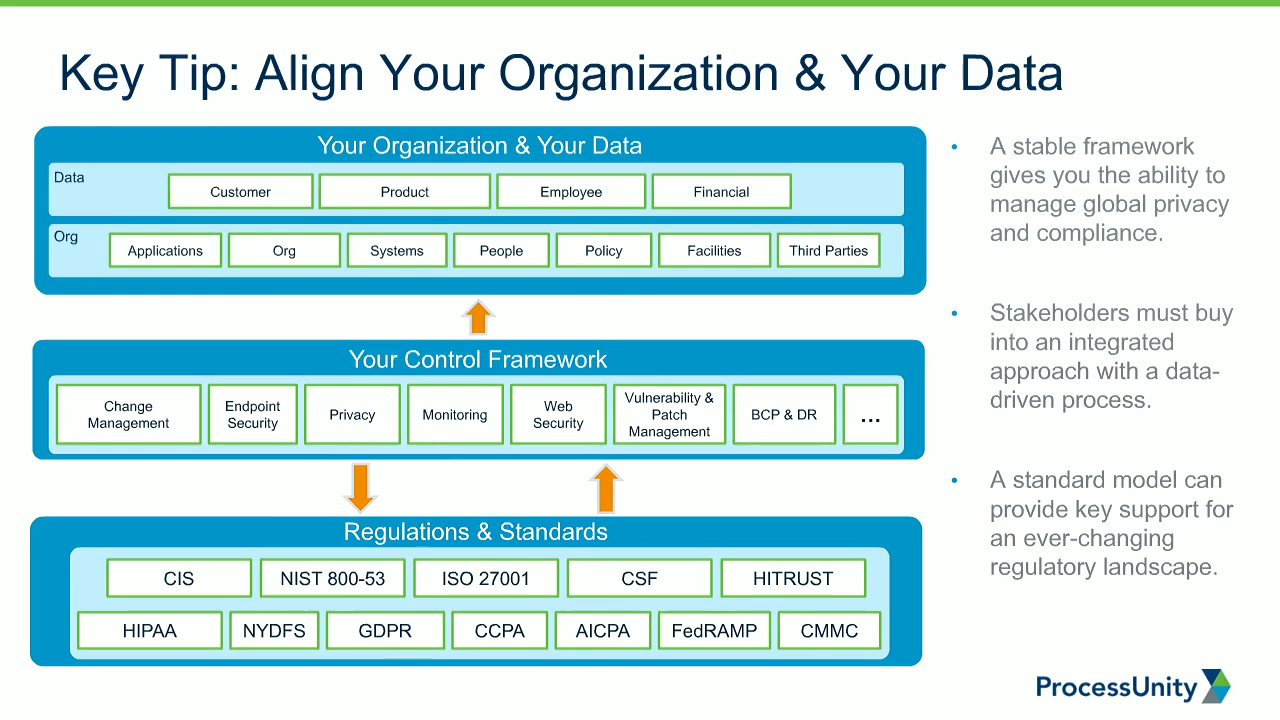 Key Tip: Align Your Organization & Your Data
Your Organization & Your Data
Data
Customer
Product
Employee
Financial
Org
Applications
Org
Systems
People
Policy
Facilities
Third Parties
Your Control Framework
Change
Management
Endpoint
Security
Privacy
Monitoring
Web
Security
Vulnerability &
Patch
Management
BCP & DR
...
Regulations & Standards
CIS
NIST 800-53
ISO 27001
CSF
HITRUST
HIPAA
NYDFS
GDPR
CCPA
AICPA
FedRAMP
CMMC
• A stable framework
gives you the ability to
manage global privacy
and compliance.
• Stakeholders must buy
into an integrated
approach with a data-
driven process.
• A standard model can
provide key support for
an ever-changing
regulatory landscape.
ProcessUnity